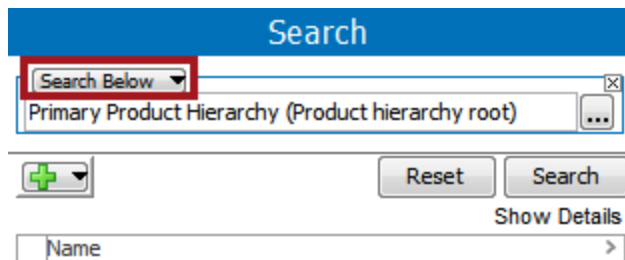 Search
Search Below
Primary Product Hierarchy (Product hierarchy root)
...
Reset Search
Show Details
Name >